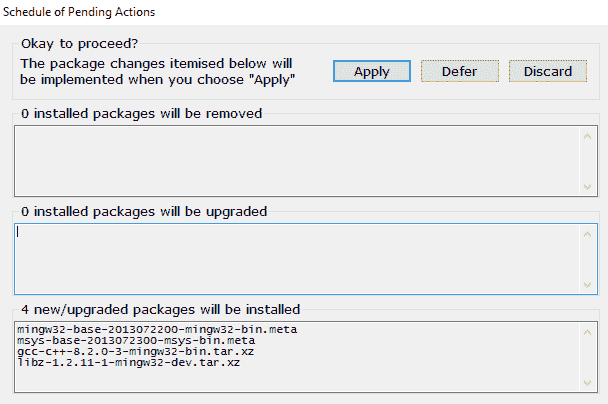 Schedule of Pending Actions
Okay to proceed?
The package changes itemised below will
be implemented when you choose "Apply"
Apply
Defer
Discard
0 installed packages will be removed
0 installed packages will be upgraded
4 new/upgraded packages will be installed
mingw32-base-2013072200-mingw32-bin.meta
msys-base-2013072300-msys-bin.meta
gcc-c++-8.2.0-3-mingw32-bin.tar.xz
libz-1.2.11-1-mingw32-dev.tar.xz